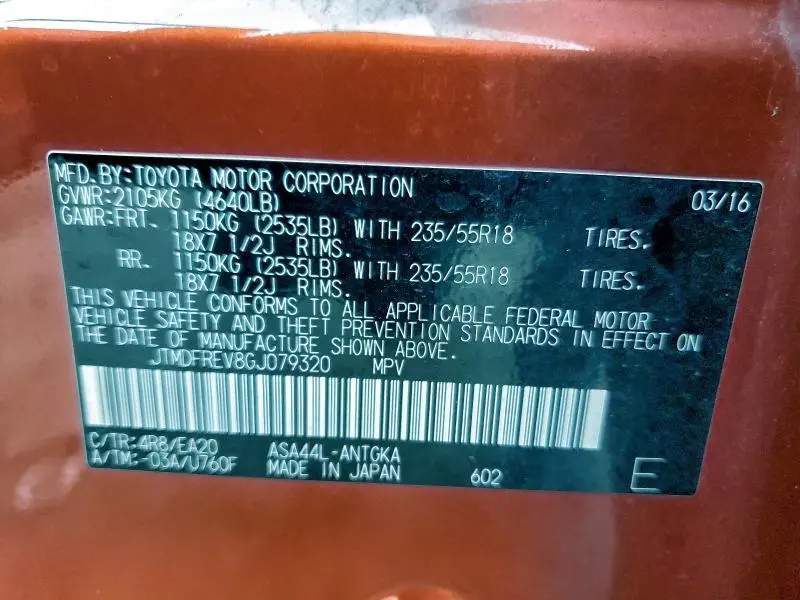 MFD.BY:TOYOTA MOTOR CORPORATION 03/16
GVWR:2105KG (4640LB)
GAWR:FRT. 1150KG (2535LB) WITH 235/55R18 TIRES.
18X7 1/2J RIMS.
RR. 1150KG (2535LB) WITH 235/55R18 TIRES.
18X7 1/2J RIMS.
THIS VEHICLE CONFORMS TO ALL APPLICABLE FEDERAL MOTOR
VEHICLE SAFETY AND THEFT PREVENTION STANDARDS IN EFFECT ON
THE DATE OF MANUFACTURE SHOWN ABOVE.
JTMDFREV8GJ079320 MPV
C/TR:4R8/EA20 ASA44L-ANTGKA
A/TM:-03A/U760F MADE IN JAPAN 602 E